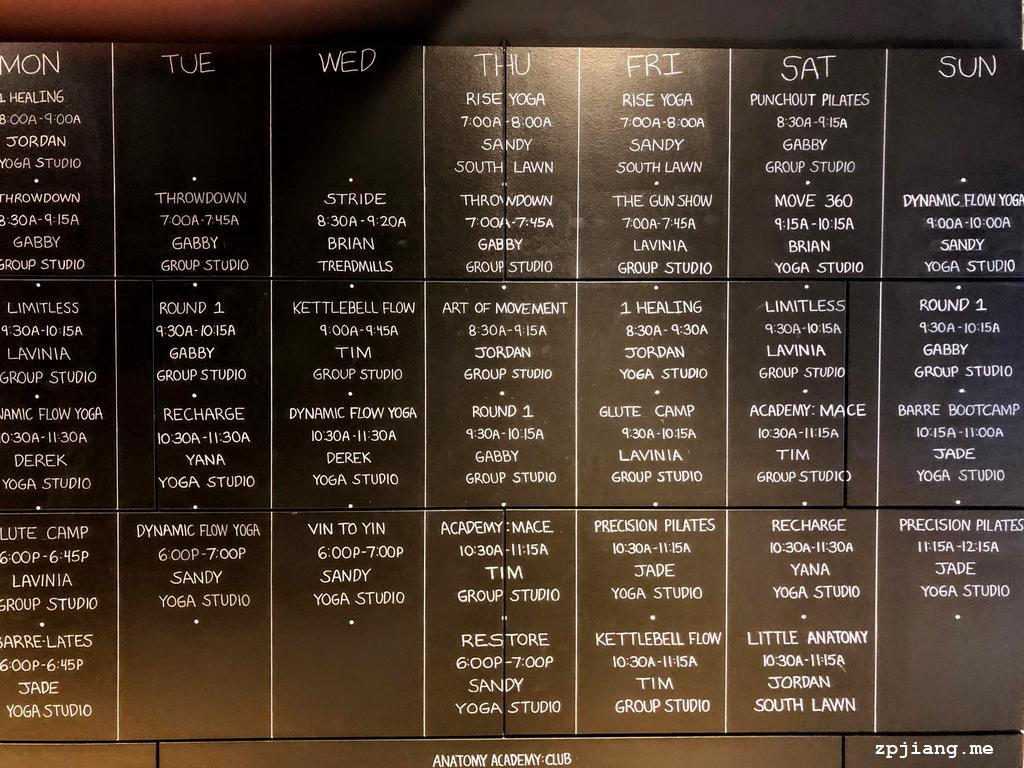 MON
1 HEALING
8:00A-9:00A
JORDAN
YOGA STUDIO
THROWDOWN
8:30A-9:15A
GABBY
GROUP STUDIO
LIMITLESS
9:30A-10:15A
LAVINIA
GROUP STUDIO
NAMIC FLOW YOGA
10:30A-11:30A
DEREK
YOGA STUDIO
LUTE CAMP
6:00P-6:45P
LAVINIA
GROUP STUDIO
BARRE-LATES
6:00P-6:45P
JADE
YOGA STUDIO
TUE
THROWDOWN
7:00A-7:45A
GABBY
GROUP STUDIO
ROUND 1
9:30A-10:15A
GABBY
GROUP STUDIO
RECHARGE
10:30A-11:30A
YANA
YOGA STUDIO
DYNAMIC FLOW YOGA
6:00P-7:00P
SANDY
YOGA STUDIO
WED
STRIDE
8:30A-9:20A
BRIAN
TREADMILLS
KETTLEBELL FLOW
9:00A-9:45A
TIM
GROUP STUDIO
DYNAMIC FLOW YOGA
10:30A-11:30A
DEREK
YOGA STUDIO
VIN TO YIN
6:00P-7:00P
SANDY
YOGA STUDIO
THU
RISE YOGA
7:00A-8:00A
SANDY
SOUTH LAWN
THROWDOWN
7:00A-7:45A
GABBY
GROUP STUDIO
ART OF MOVEMENT
8:30A-9:15A
JORDAN
GROUP STUDIO
ROUND 1
9:30A-10:15A
GABBY
GROUP STUDIO
ACADEMY: MACE
10:30A-11:15A
TIM
GROUP STUDIO
RESTORE
6:00P-7:00P
SANDY
YOGA STUDIO
FRI
RISE YOGA
7:00A-8:00A
SANDY
SOUTH LAWN
THE GUN SHOW
7:00A-7:45A
LAVINIA
GROUP STUDIO
1 HEALING
8:30A-9:30A
JORDAN
YOGA STUDIO
GLUTE CAMP
9:30A-10:15A
LAVINIA
GROUP STUDIO
PRECISION PILATES
10:30A-11:15A
JADE
YOGA STUDIO
KETTLEBELL FLOW
10:30A-11:15A
TIM
GROUP STUDIO
SAT
PUNCHOUT PILATES
8:30A-9:15A
GABBY
GROUP STUDIO
MOVE 360
9:15A-10:15A
BRIAN
YOGA STUDIO
LIMITLESS
9:30A-10:15A
LAVINIA
GROUP STUDIO
ACADEMY: MACE
10:30A-11:15A
TIM
GROUP STUDIO
RECHARGE
10:30A-11:30A
YANA
YOGA STUDIO
LITTLE ANATOMY
10:30A-11:15A
JORDAN
SOUTH LAWN
SUN
DYNAMIC FLOW YOGA
9:00A-10:00A
SANDY
YOGA STUDIO
ROUND 1
9:30A-10:15A
GABBY
GROUP STUDIO
BARRE BOOTCAMP
10:15A-11:00A
JADE
YOGA STUDIO
PRECISION PILATES
11:15A-12:15A
JADE
YOGA STUDIO
ANATOMY ACADEMY: CLUB
zpjiang.me